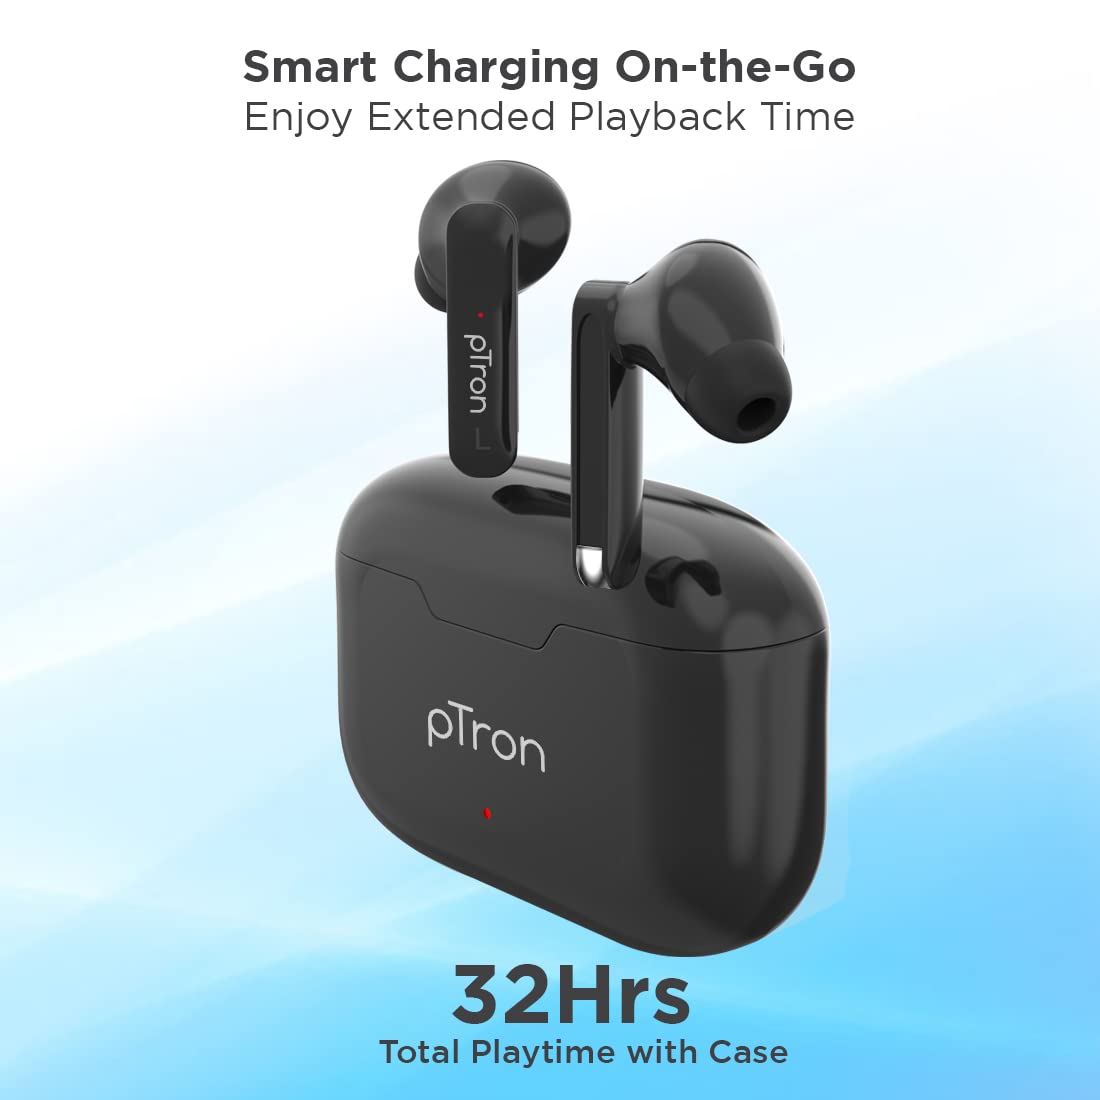 Smart Charging On-the-Go
Enjoy Extended Playback Time
pTron
L
pTron
32Hrs
Total Playtime with Case